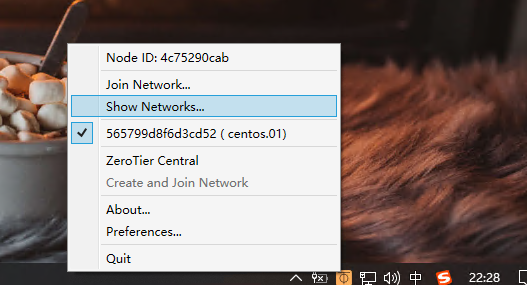 Node ID: 4c75290cab
Join Network...
Show Networks...
565799d8f6d3cd52 ( centos.01)
ZeroTier Central
Create and Join Network
About...
Preferences...
Quit
中 S 22:28